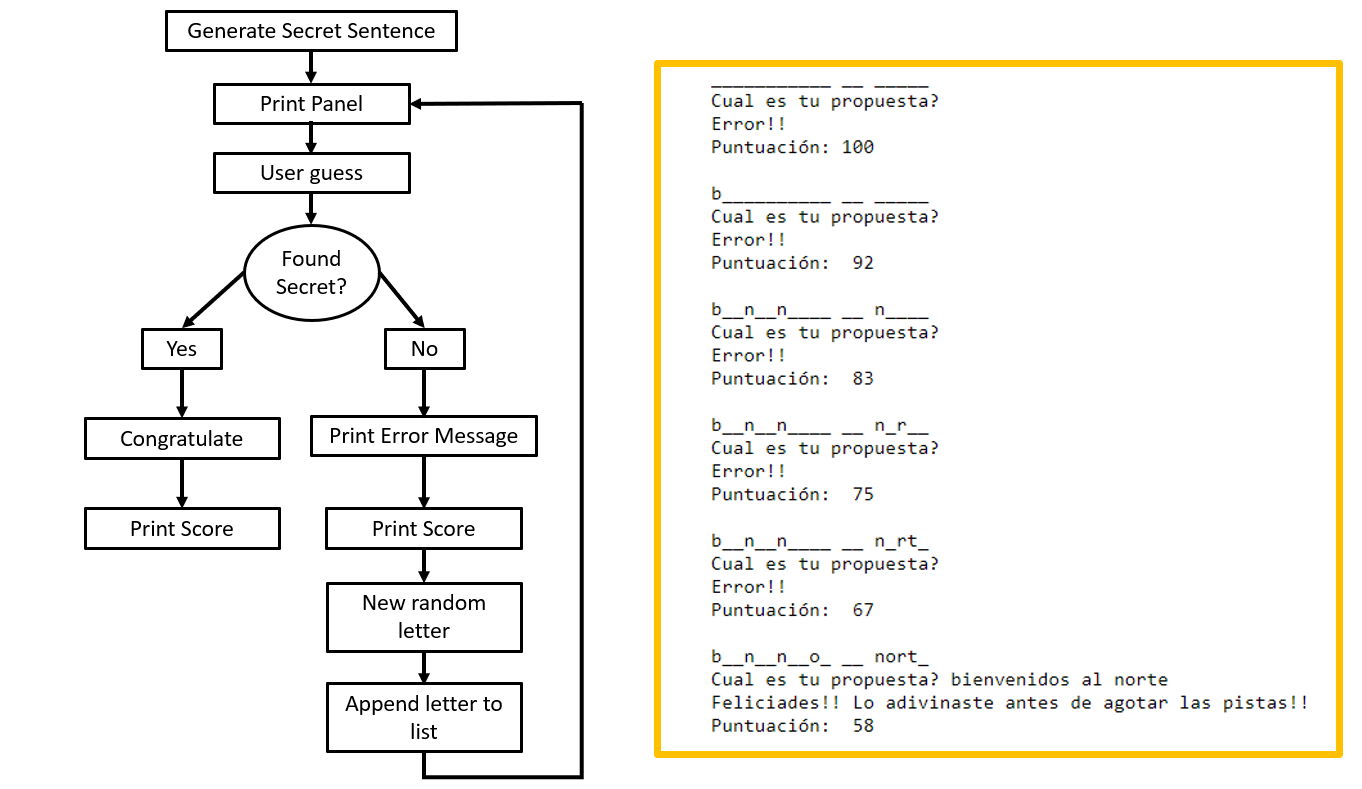 Generate Secret Sentence
Print Panel
User guess
Found
Secret?
Yes
No
Congratulate
Print Error Message
Print Score
Print Score
New random
letter
Append letter to
list
___________ __ _____
Cual es tu propuesta?
Error!!
Puntuación: 100
b__________ __ _____
Cual es tu propuesta?
Error!!
Puntuación:  92
b__n__n____ __ n____
Cual es tu propuesta?
Error!!
Puntuación:  83
b__n__n____ __ n_r__
Cual es tu propuesta?
Error!!
Puntuación:  75
b__n__n____ __ n_rt_
Cual es tu propuesta?
Error!!
Puntuación:  67
b__n__n__o_ __ nort_
Cual es tu propuesta? bienvenidos al norte
Feliciades!! Lo adivinaste antes de agotar las pistas!!
Puntuación:  58